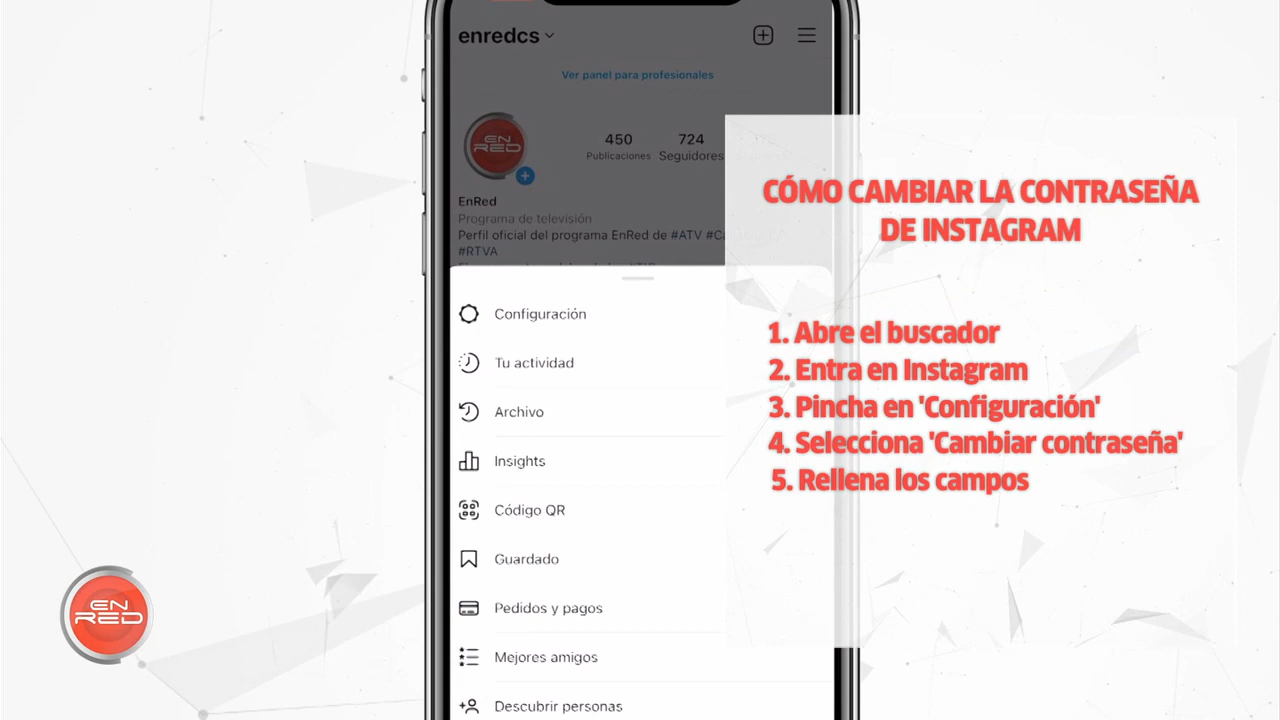 enredcs
Ver panel para profesionales
EN
RED
450
724
Publicaciones
Seguidores
EnRed
Programa de televisión
Perfil oficial del programa EnRed de #ATV
#RTVA
Configuración
Tu actividad
Archivo
Insights
Código QR
Guardado
Pedidos y pagos
Mejores amigos
Descubrir personas
CÓMO CAMBIAR LA CONTRASEÑA
DE INSTAGRAM
1. Abre el buscador
2. Entra en Instagram
3. Pincha en 'Configuración'
4. Selecciona 'Cambiar contraseña'
5. Rellena los campos
EN
RED